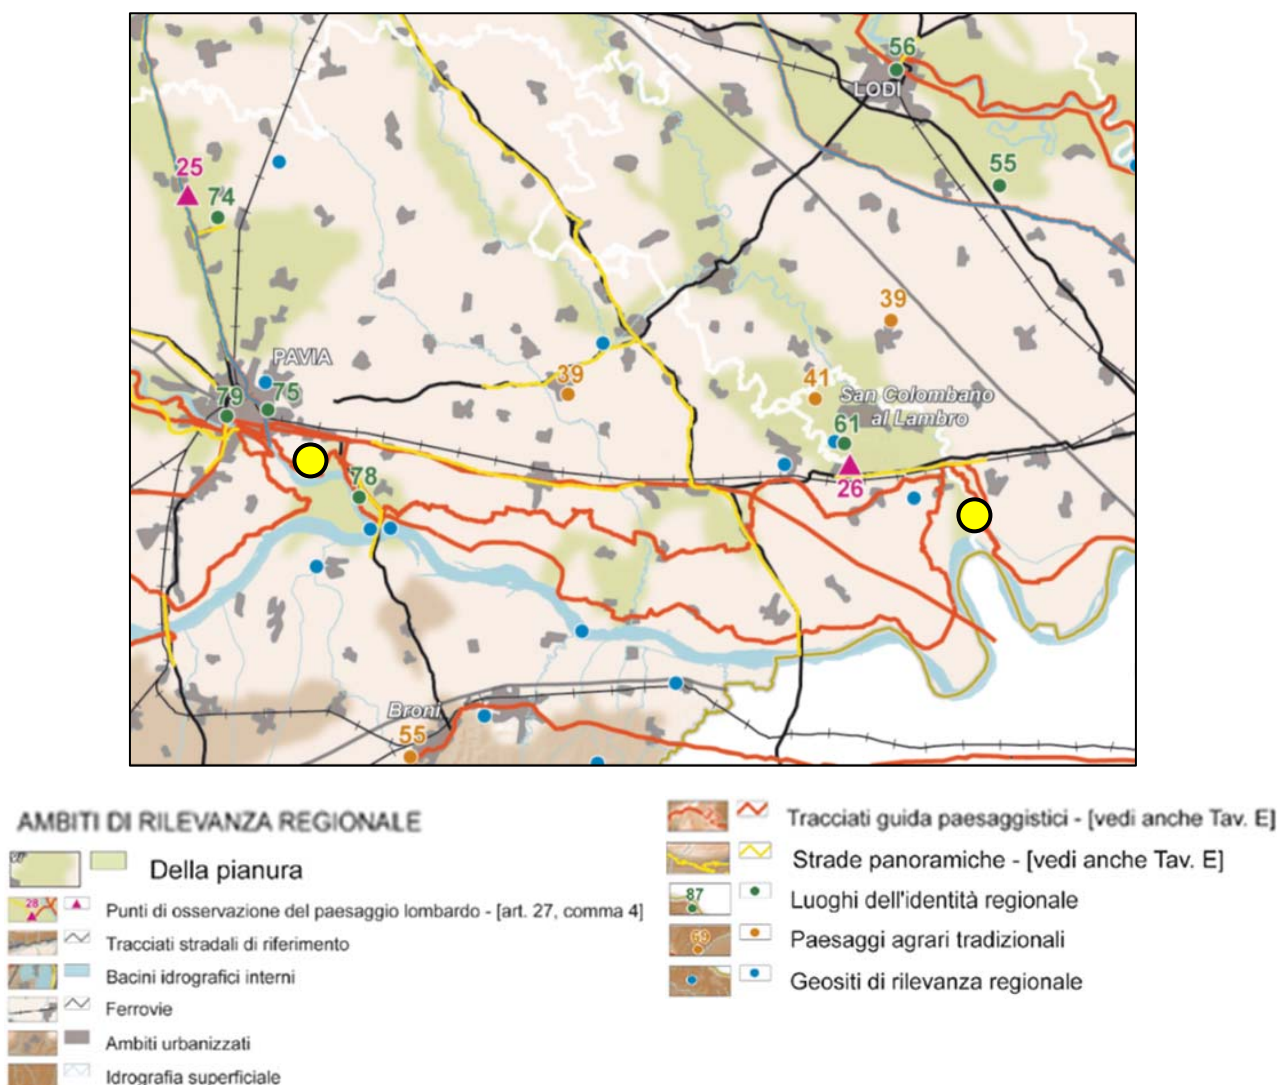 56
LODI
55
25
74
39
PAVIA
39
41
San Colombano
al Lambro
79
75
61
78
26
Broni
55
AMBITI DI RILEVANZA REGIONALE
Della pianura
28
Punti di osservazione del paesaggio lombardo - [art. 27, comma 4]
Tracciati stradali di riferimento
Bacini idrografici interni
Ferrovie
Ambiti urbanizzati
Idrografia superficiale
Tracciati guida paesaggistici - [vedi anche Tav. E]
Strade panoramiche - [vedi anche Tav. E]
87
Luoghi dell'identità regionale
69
Paesaggi agrari tradizionali
Geositi di rilevanza regionale